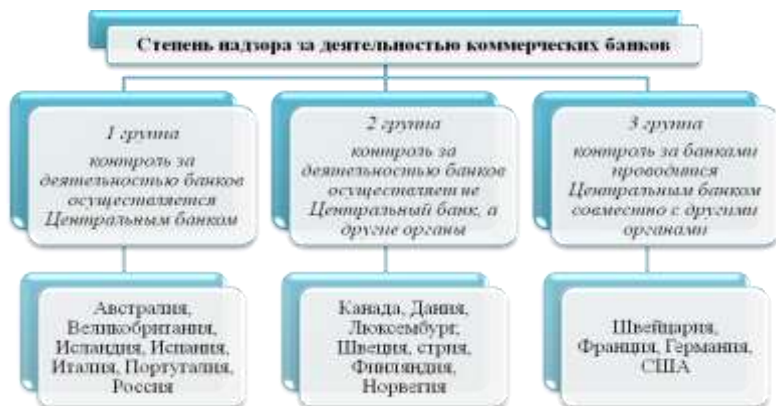 Степень надзора за деятельностью коммерческих банков
1 группа
контроль за
деятельностью банков
осуществляется
Центральным банком
2 группа
контроль за
деятельностью банков
осуществляет не
Центральный банк, а
другие органы
3 группа
контроль за банками
проводится
Центральным банком
совместно с другими
органами
Австралия,
Великобритания,
Исландия, Испания,
Италия, Португалия,
Россия
Канада, Дания,
Люксембург,
Швеция, стрия,
Финляндия,
Норвегия
Швейцария,
Франция, Германия,
США